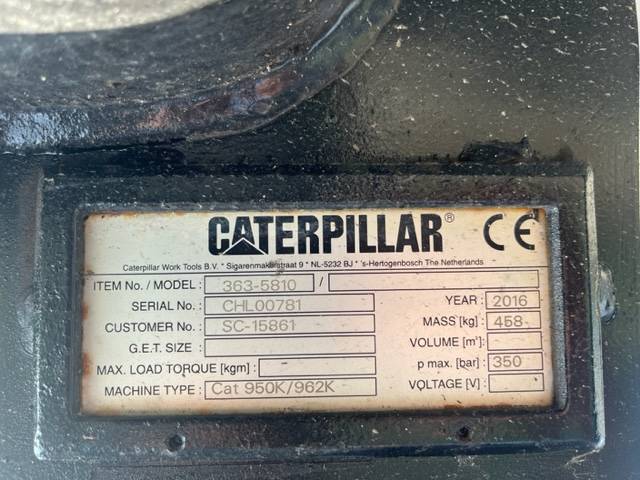 CATERPILLAR® CE
Caterpillar Work Tools B.V. * Sigarenmakerstraat 9 * NL-5232 BJ * 's-Hertogenbosch The Netherlands
ITEM No. / MODEL : 363-5810 /
SERIAL No. : CHL00781 YEAR : 2016
CUSTOMER No. : SC-15861 MASS [kg] : 458
G.E.T. SIZE : VOLUME [m³] :
MAX. LOAD TORQUE [kgm] : p max. [bar] : 350
MACHINE TYPE : Cat 950K/962K VOLTAGE [V] :